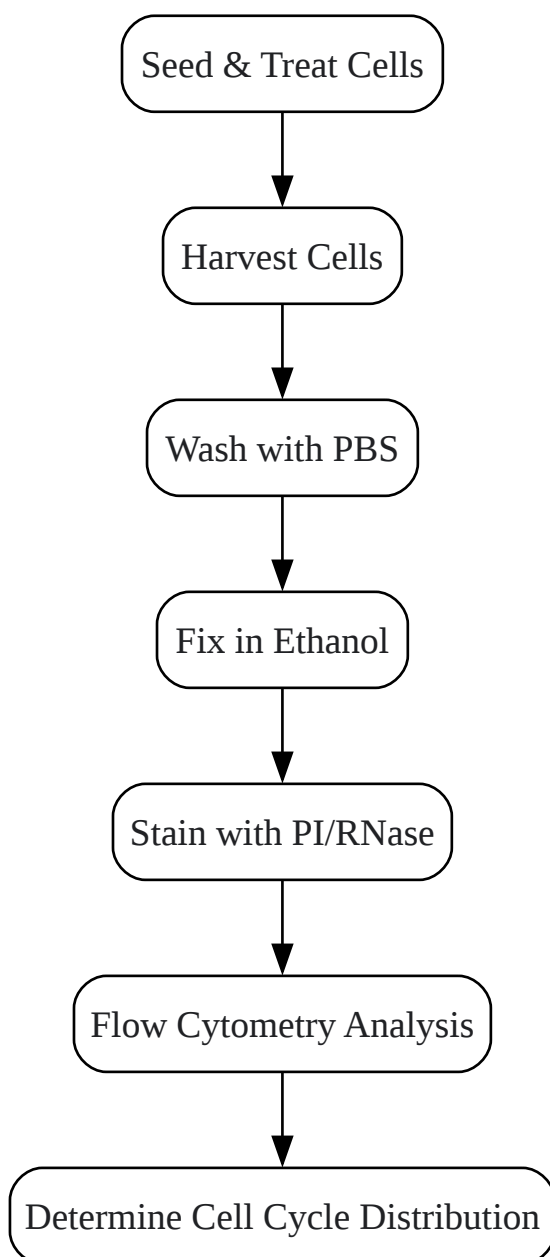 Seed & Treat Cells
Harvest Cells
Wash with PBS
Fix in Ethanol
Stain with PI/RNase
Flow Cytometry Analysis
Determine Cell Cycle Distribution